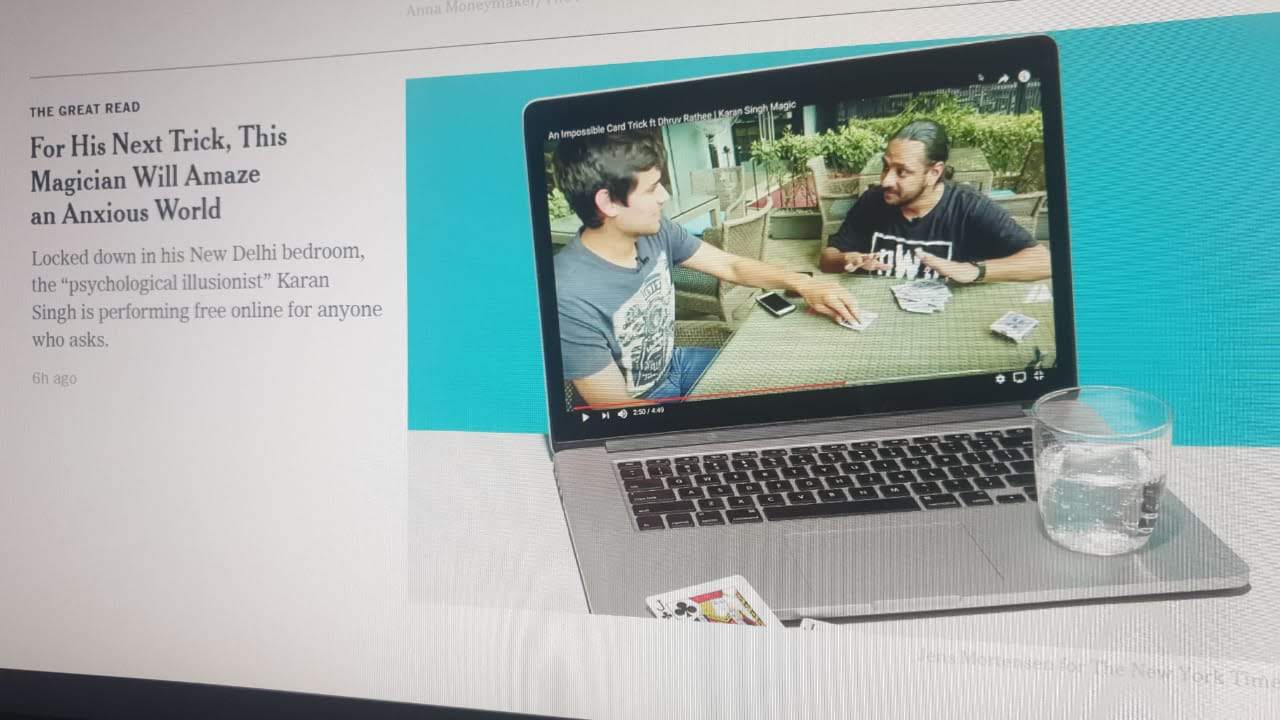 Anna Moneymaker/The
THE GREAT READ
For His Next Trick, This
Magician Will Amaze
an Anxious World
Locked down in his New Delhi bedroom,
the “psychological illusionist” Karan
Singh is performing free online for anyone
who asks.
6h ago
An Impossible Card Trick ft Dhruv Rathee | Karan Singh Magic
nWo
2:50 / 4:49
J
J
Jens Mortensen for The New York Time